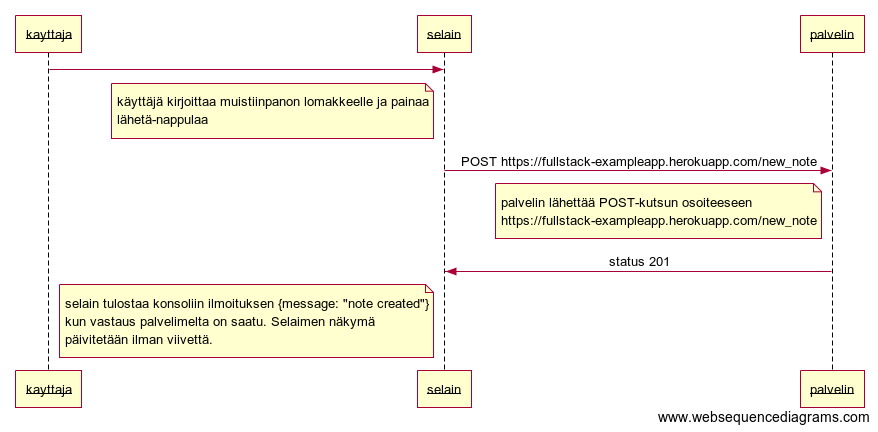 kayttaja
selain
palvelin
käyttäjä kirjoittaa muistiinpanon lomakkeelle ja painaa
lähetä-nappulaa
POST https://fullstack-exampleapp.herokuapp.com/new_note
palvelin lähettää POST-kutsun osoiteeseen
https://fullstack-exampleapp.herokuapp.com/new_note
status 201
selain tulostaa konsoliin ilmoituksen {message: "note created"}
kun vastaus palvelimelta on saatu. Selaimen näkymä
päivitetään ilman viivettä.
kayttaja
selain
palvelin
www.websequencediagrams.com